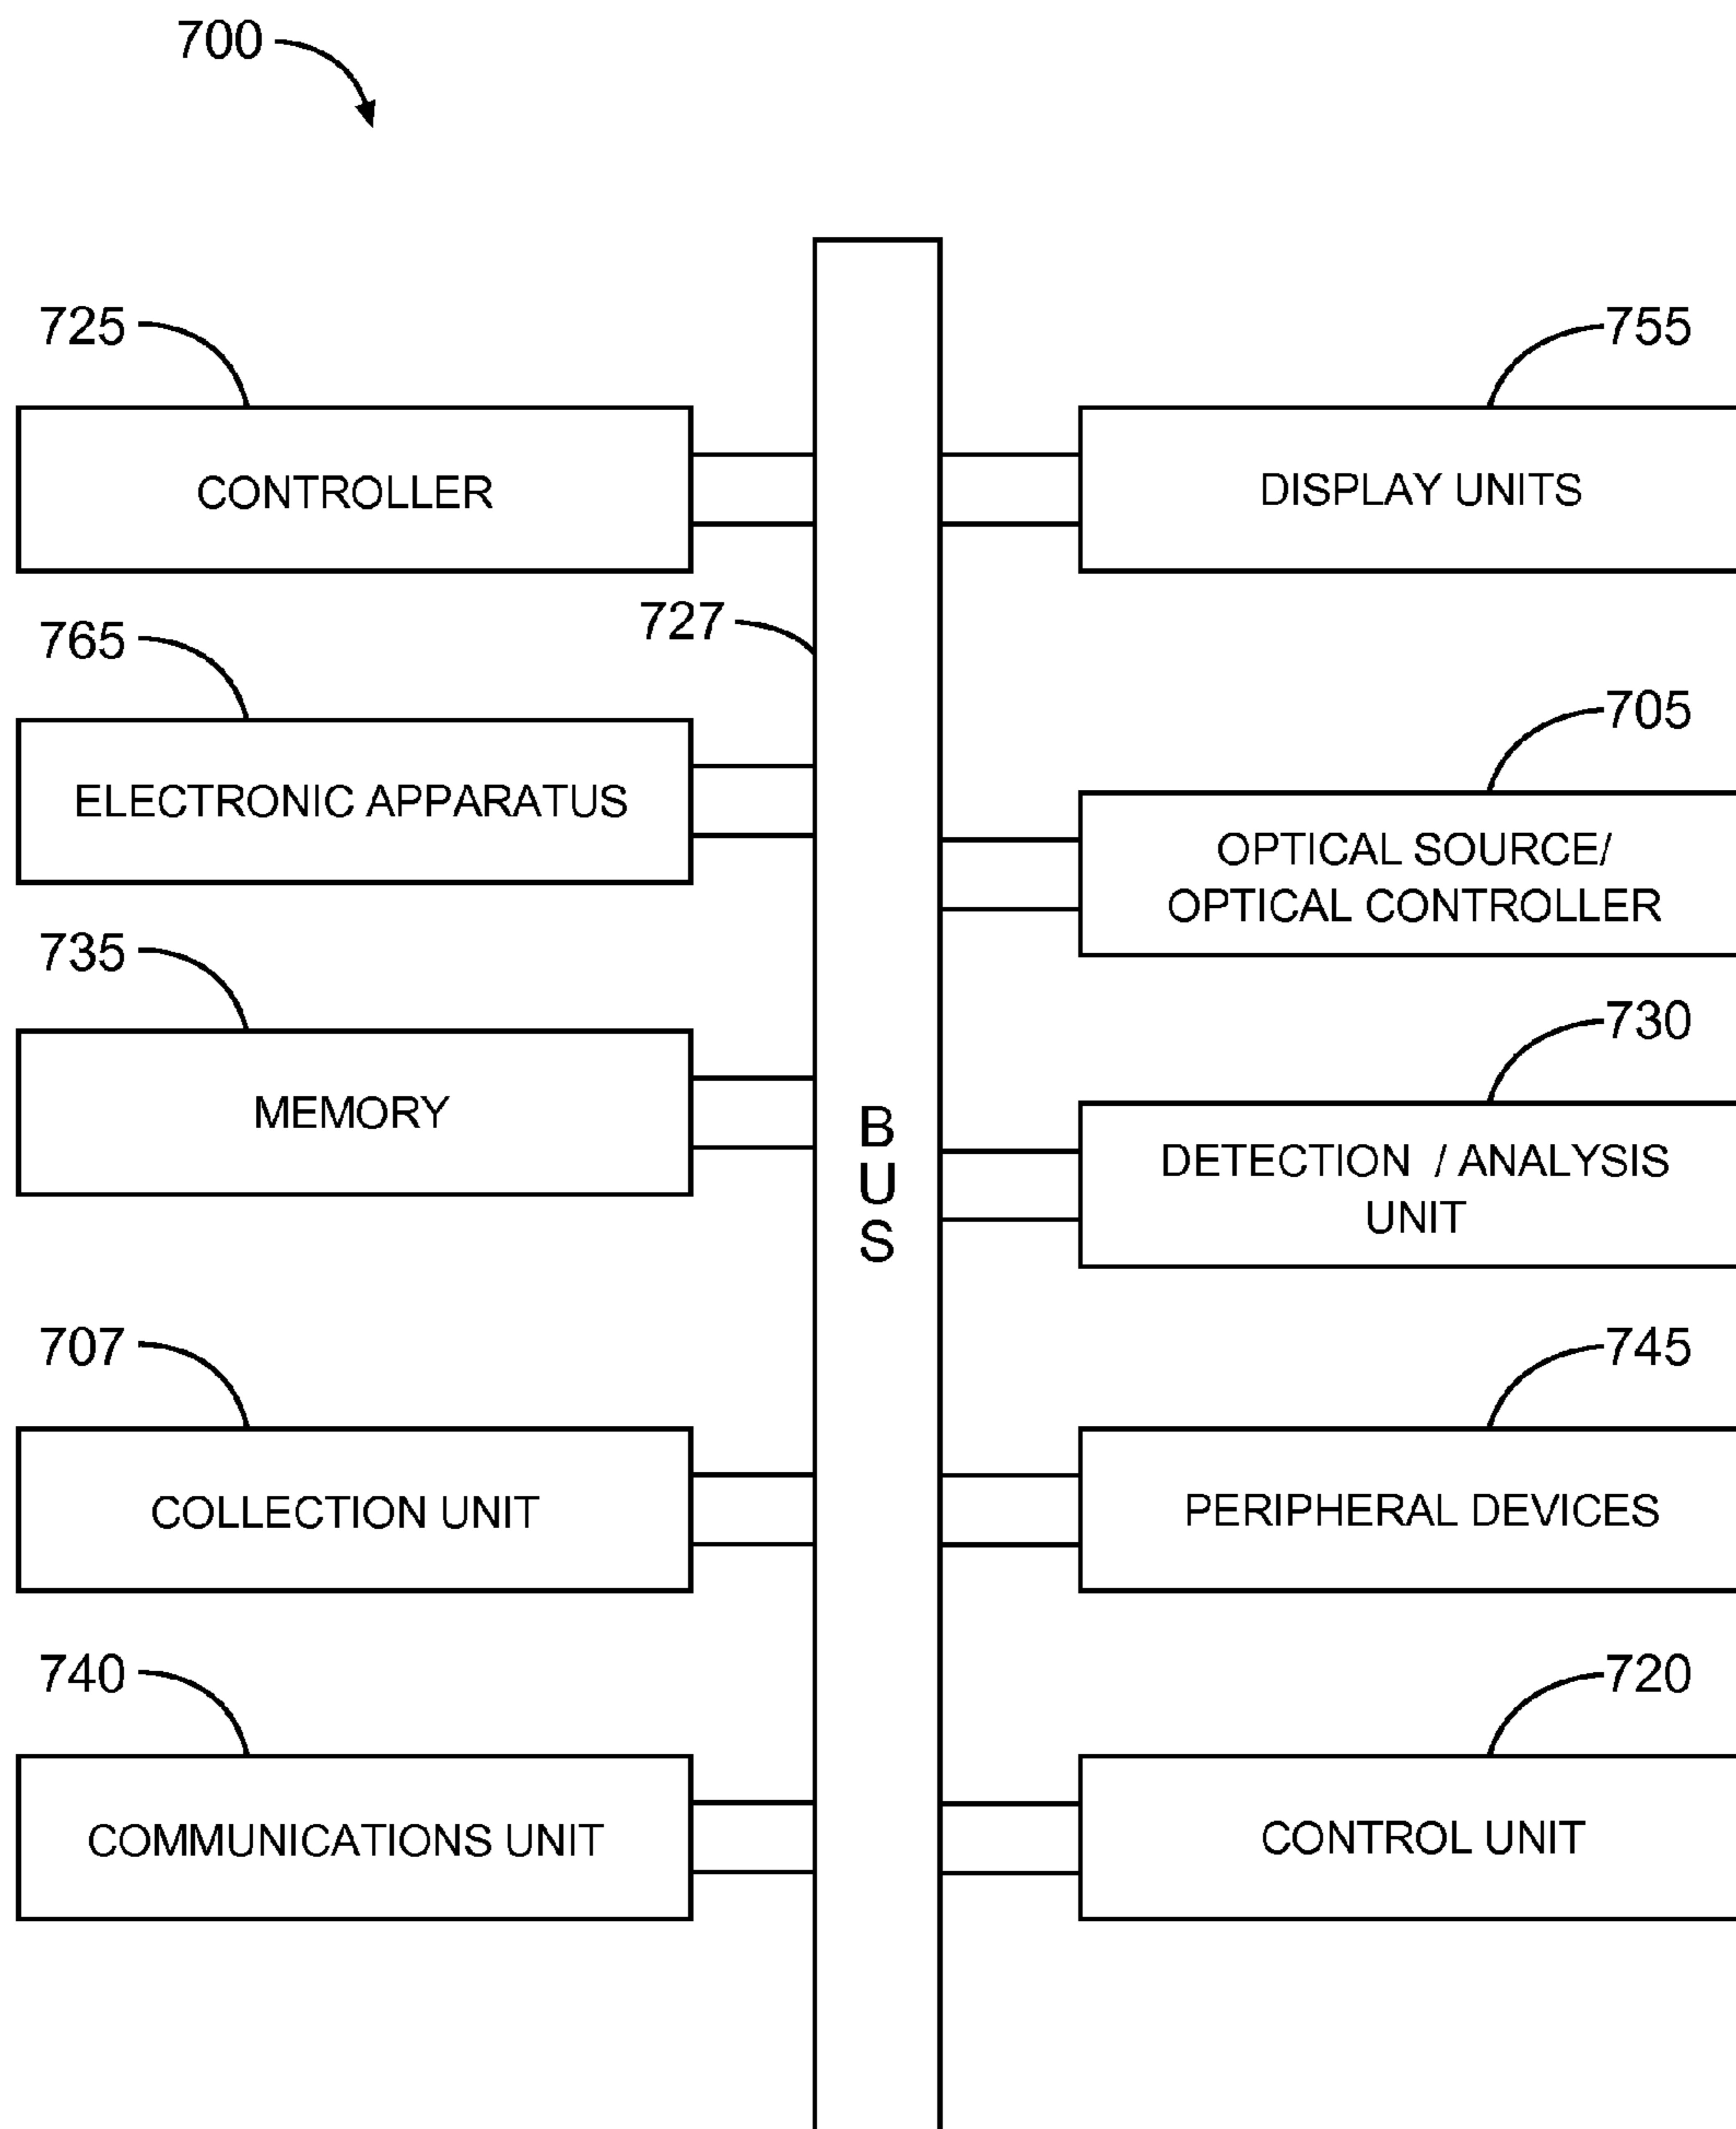 700
725
CONTROLLER
755
DISPLAY UNITS
727
765
ELECTRONIC APPARATUS
705
OPTICAL SOURCE/
OPTICAL CONTROLLER
735
MEMORY
B
U
S
730
DETECTION / ANALYSIS
UNIT
707
COLLECTION UNIT
745
PERIPHERAL DEVICES
740
COMMUNICATIONS UNIT
720
CONTROL UNIT